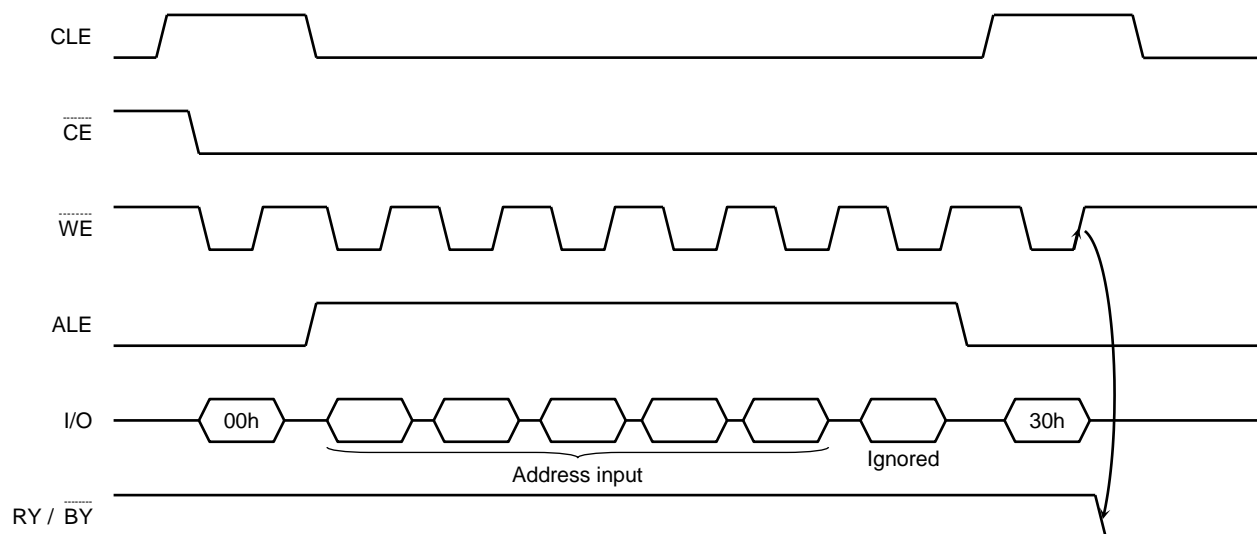 CLE
CE
WE
ALE
I/O
00h
30h
Ignored
Address input
RY / BY